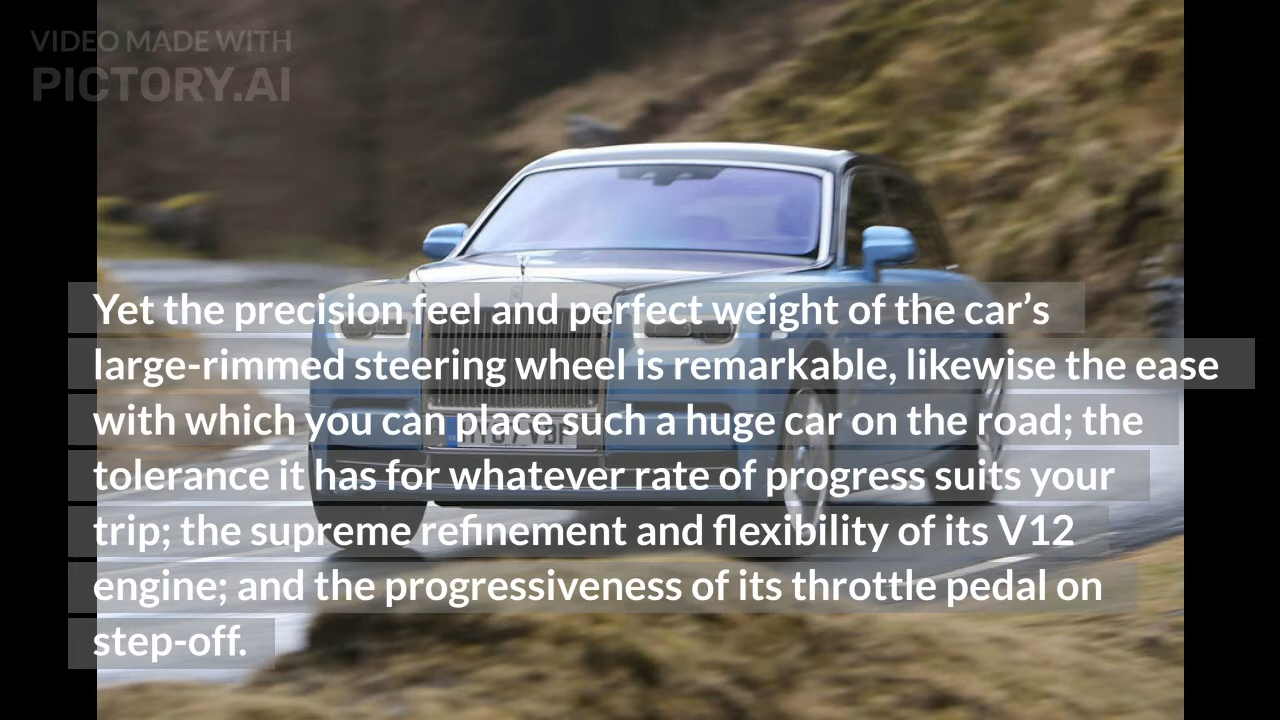 VIDEO MADE WITH
PICTORY.AI
Yet the precision feel and perfect weight of the car’s
large-rimmed steering wheel is remarkable, likewise the ease
with which you can place such a huge car on the road; the
tolerance it has for whatever rate of progress suits your
trip; the supreme refinement and flexibility of its V12
engine; and the progressiveness of its throttle pedal on
step-off.